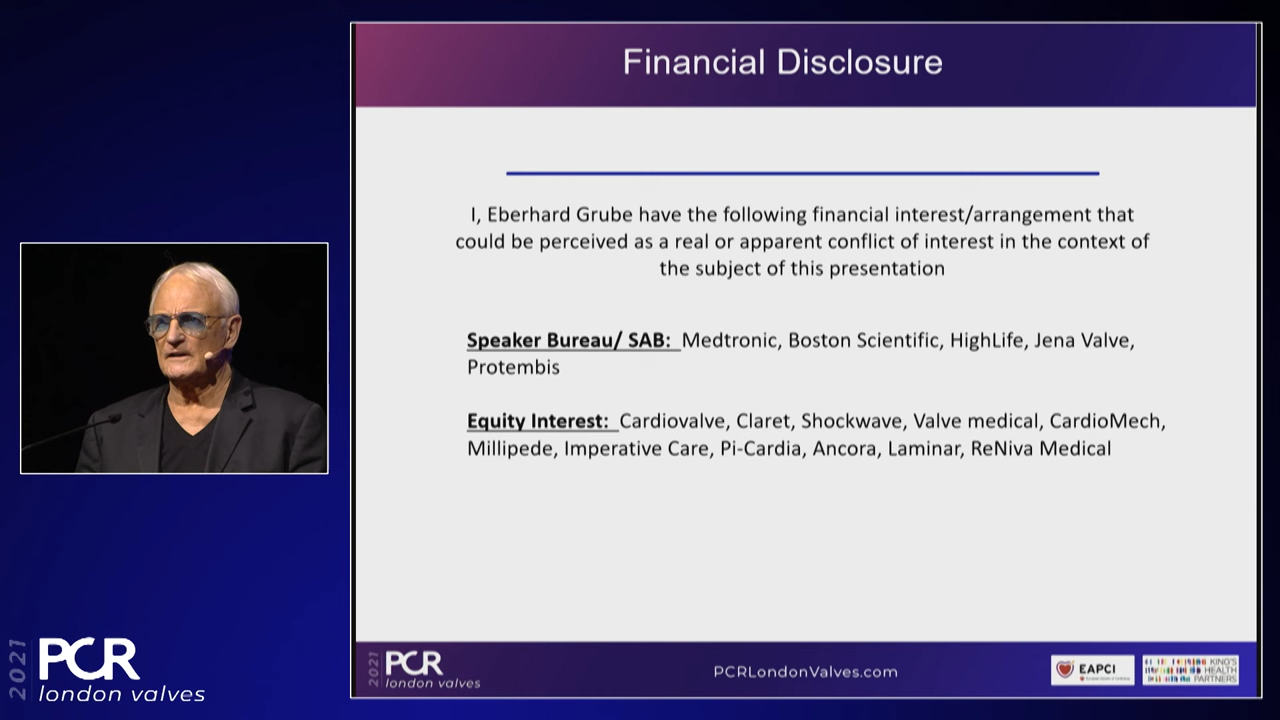 Financial Disclosure
I, Eberhard Grube have the following financial interest/arrangement that
could be perceived as a real or apparent conflict of interest in the context of
the subject of this presentation
Speaker Bureau/ SAB: Medtronic, Boston Scientific, HighLife, Jena Valve,
Protembis
Equity Interest: Cardiovalve, Claret, Shockwave, Valve medical, CardioMech,
Millipede, Imperative Care, Pi-Cardia, Ancora, Laminar, ReNiva Medical
2021
PCR
london valves
2021
PCR
london valves
PCRLondonValves.com
EAPCI
KING'S
HEALTH
PARTNERS